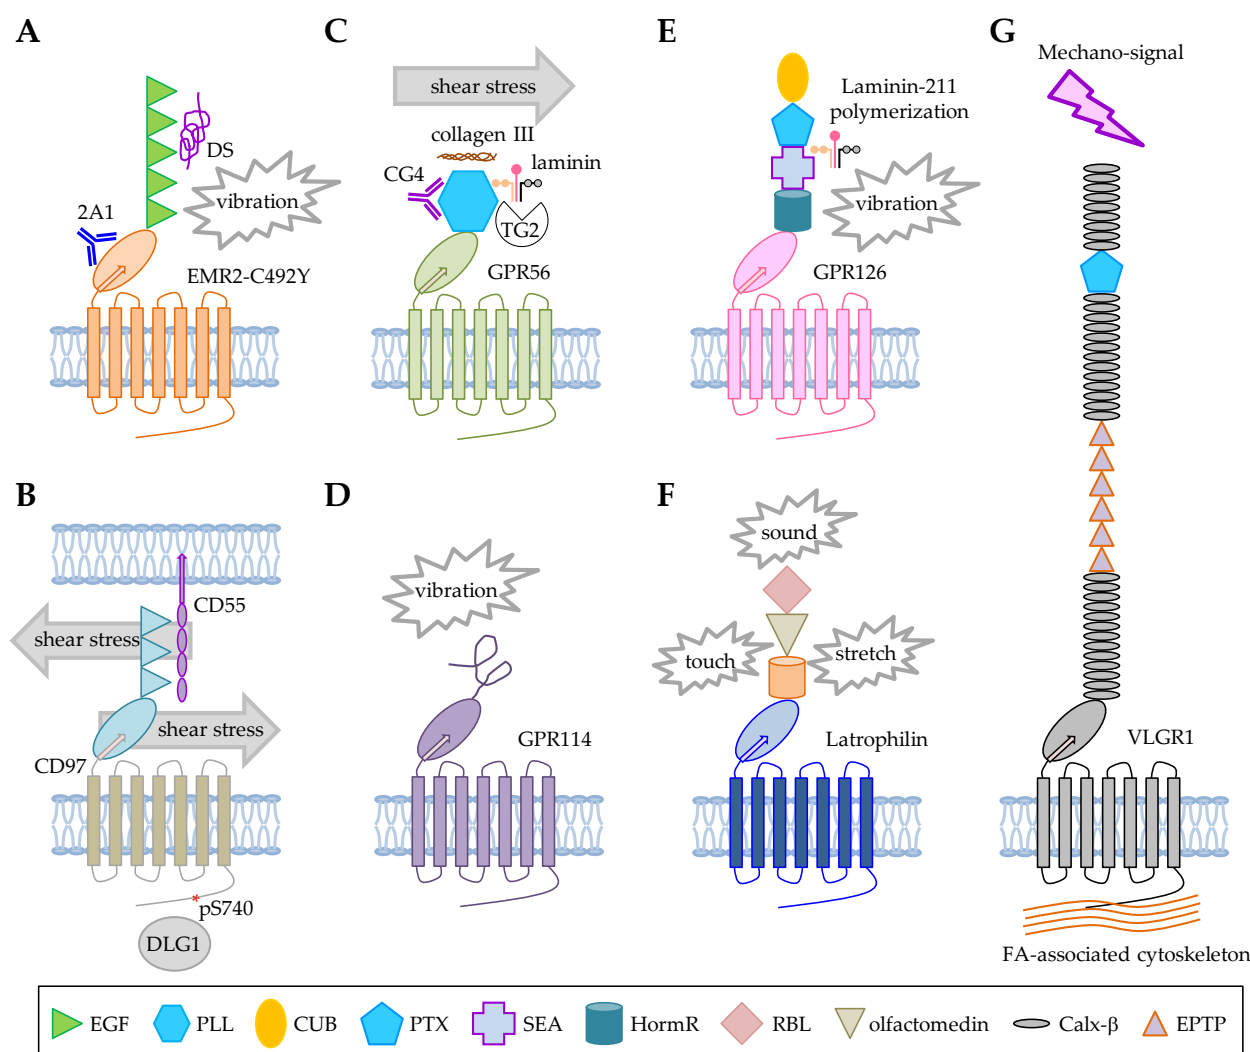 A
DS
vibration
2A1
EMR2-C492Y
B
CD55
shear stress
shear stress
CD97
pS740
DLG1
C
shear stress
collagen III
laminin
CG4
TG2
GPR56
D
vibration
GPR114
E
Laminin-211
polymerization
vibration
GPR126
F
sound
touch
stretch
Latrophilin
G
Mechano-signal
VLGR1
FA-associated cytoskeleton
EGF PLL CUB PTX SEA HormR RBL olfactomedin Calx-β EPTP